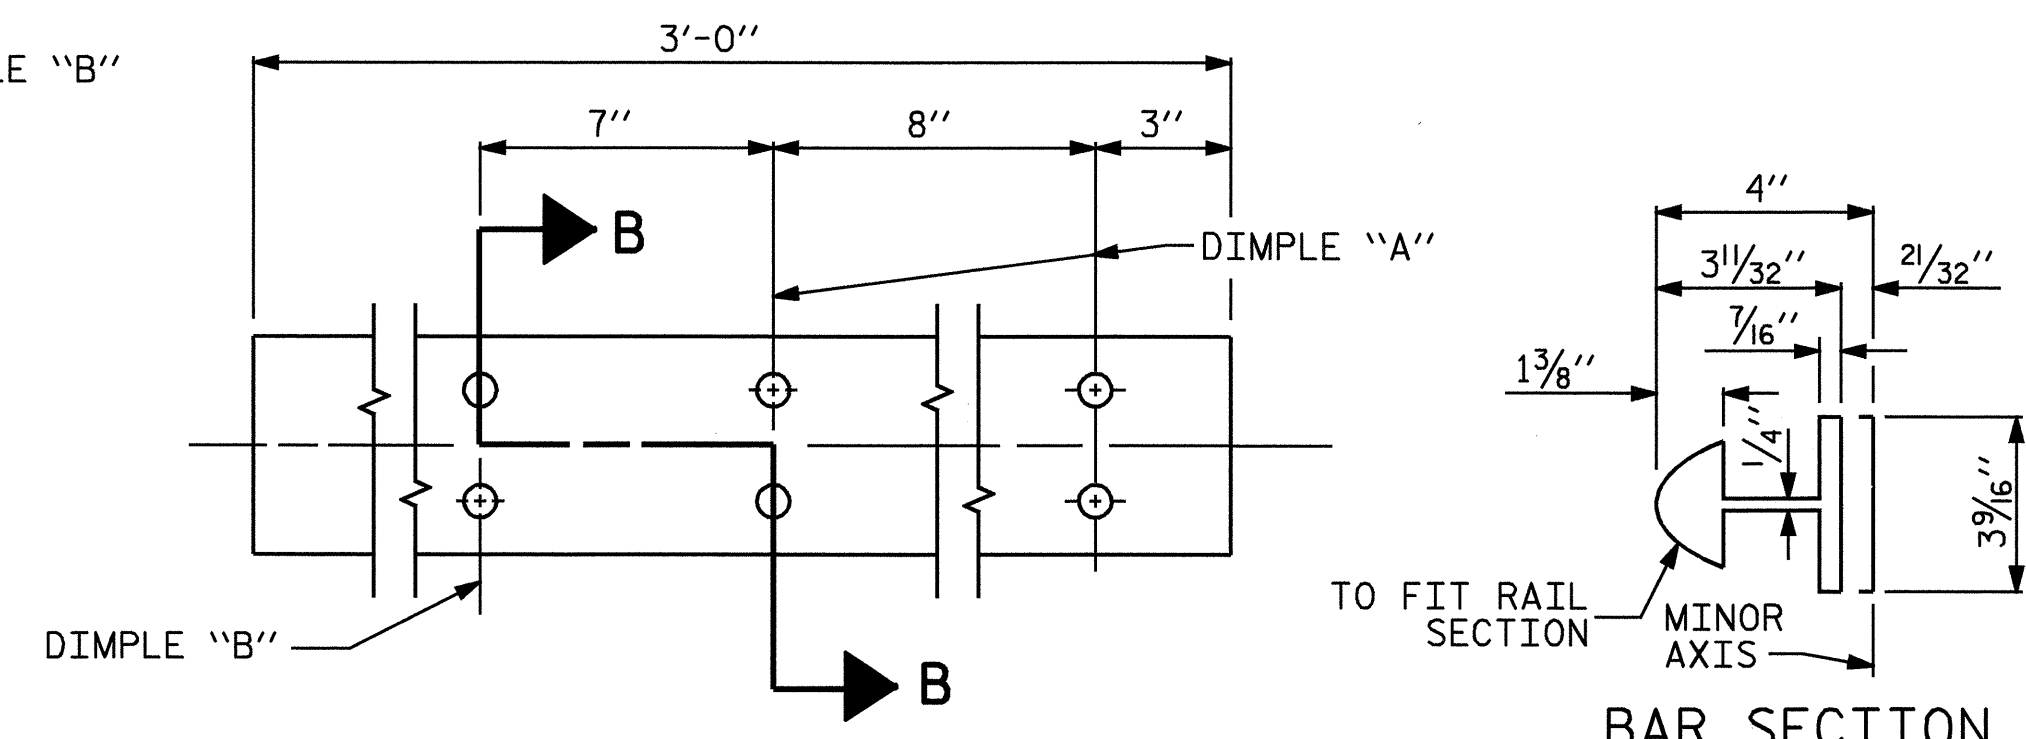 LE "B"
3'-0"
7"
8"
3"
B
DIMPLE "A"
DIMPLE "B"
B
4"
3 11/32"
21/32"
7/16"
1 3/8"
1/4"
3 9/16"
TO FIT RAIL
SECTION
MINOR
AXIS
BAR SECTION